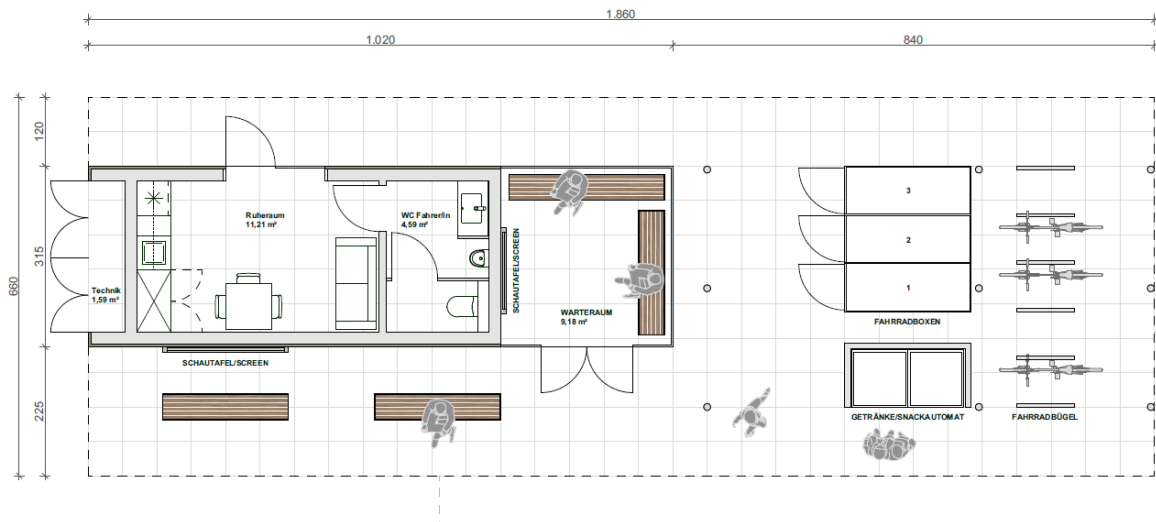 1.860
1.020
840
660
120
315
225
Technik
1,59 m²
Ruheraum
11,21 m²
WC Fahrer/in
4,59 m²
SCHAUTAFEL/SCREEN
WARTERAUM
9,18 m²
3
2
1
FAHRRADBOXEN
SCHAUTAFEL/SCREEN
GETRÄNKE/SNACKAUTOMAT
FAHRRADBÜGEL